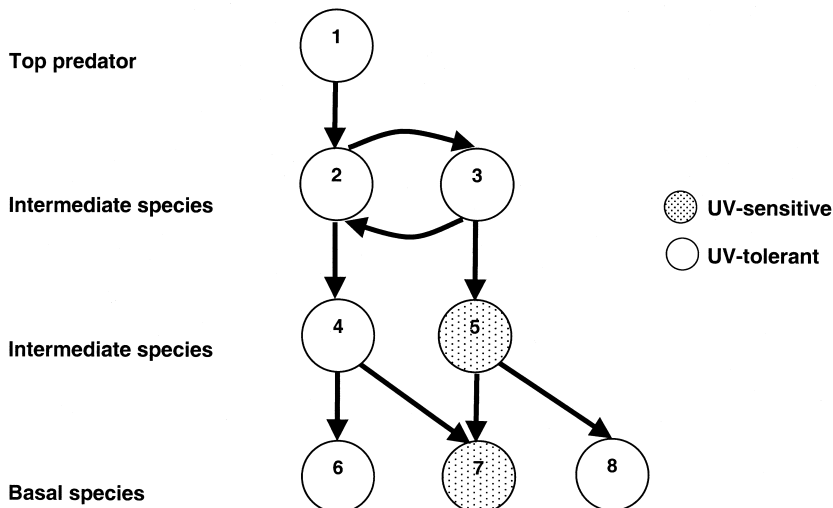 1
Top predator
2
3
Intermediate species
UV-sensitive
UV-tolerant
4
5
Intermediate species
6
7
8
Basal species